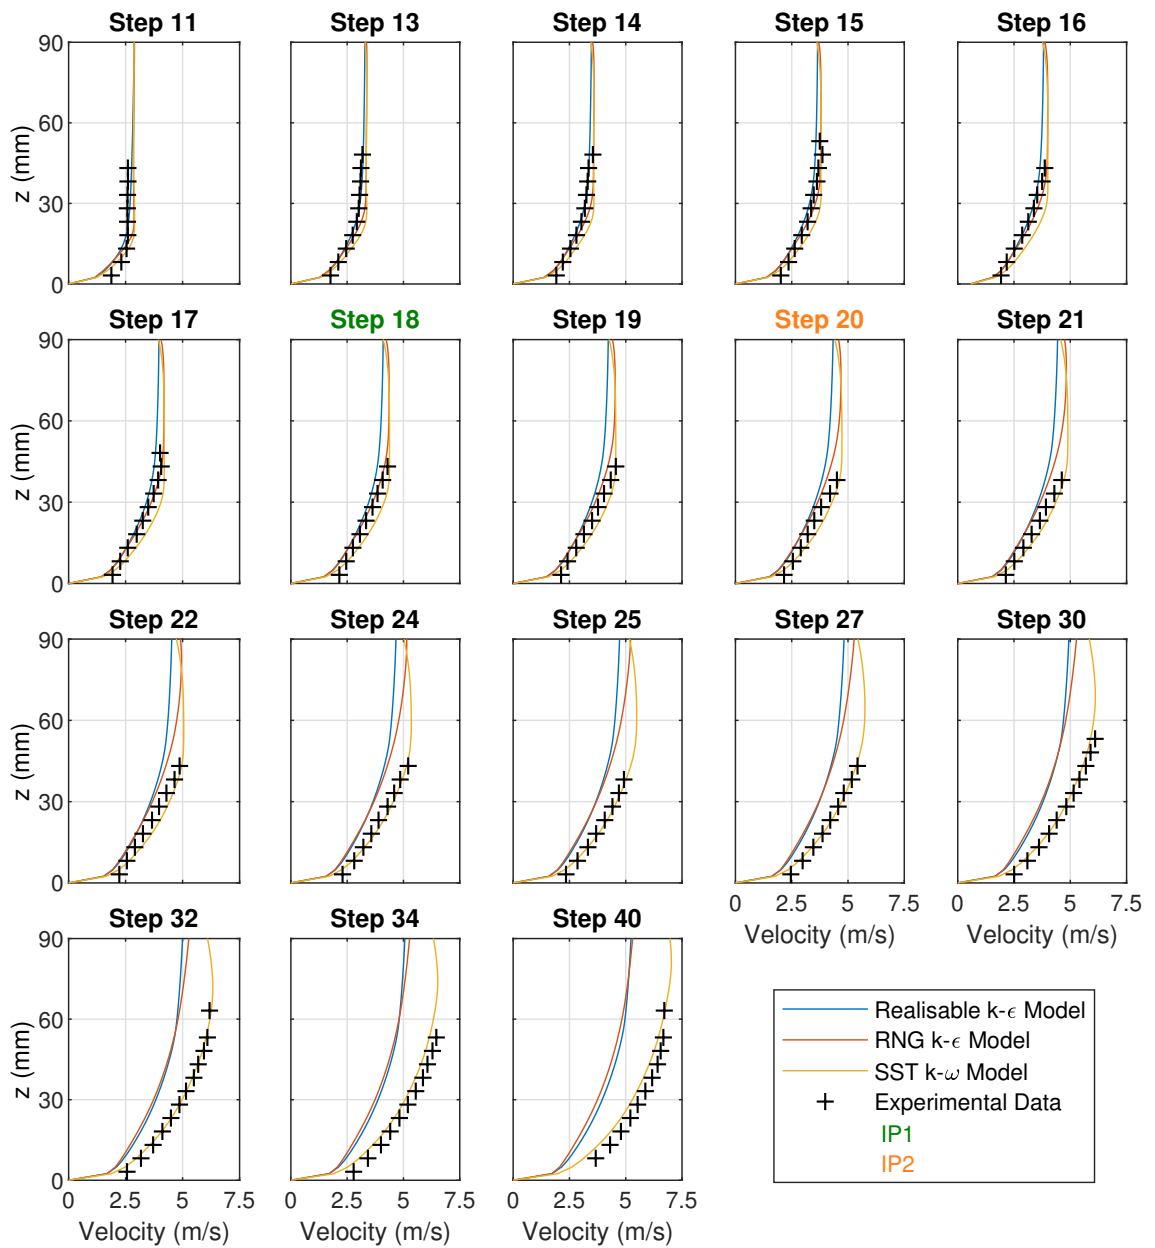 Step 11 Step 13 Step 14 Step 15 Step 16
90
60
30
0
z (mm)
Step 17 Step 18 Step 19 Step 20 Step 21
90
60
30
0
z (mm)
Step 22 Step 24 Step 25 Step 27 Step 30
90
60
30
0
z (mm)
0 2.5 5 7.5 0 2.5 5 7.5
Velocity (m/s) Velocity (m/s)
Step 32 Step 34 Step 40
90
60
30
0
z (mm)
0 2.5 5 7.5 0 2.5 5 7.5 0 2.5 5 7.5
Velocity (m/s) Velocity (m/s) Velocity (m/s)
Realisable k-ϵ Model
RNG k-ϵ Model
SST k-ω Model
Experimental Data
IP1
IP2